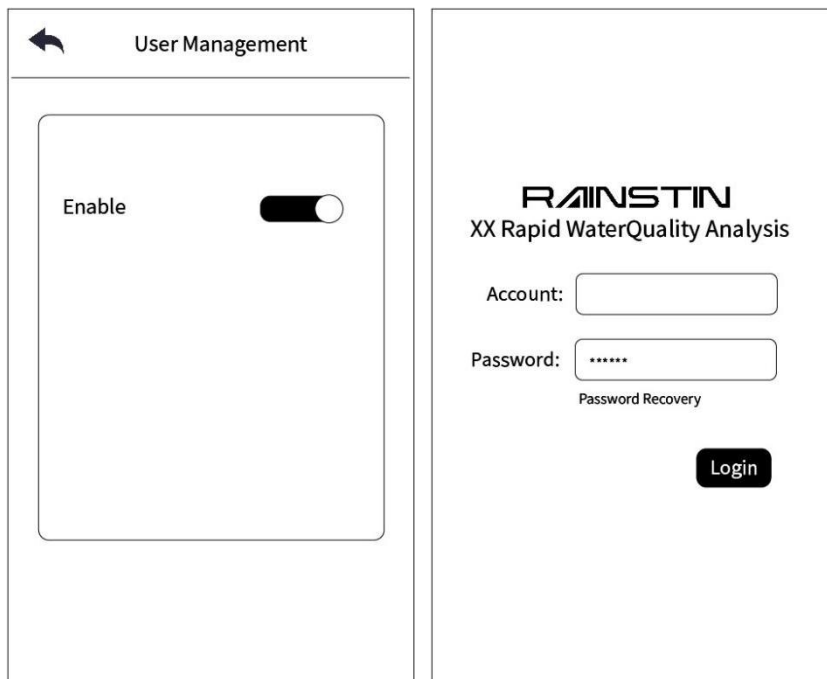 User Management
Enable
RAINSTIN
XX Rapid WaterQuality Analysis
Account:
Password: ******
Password Recovery
Login